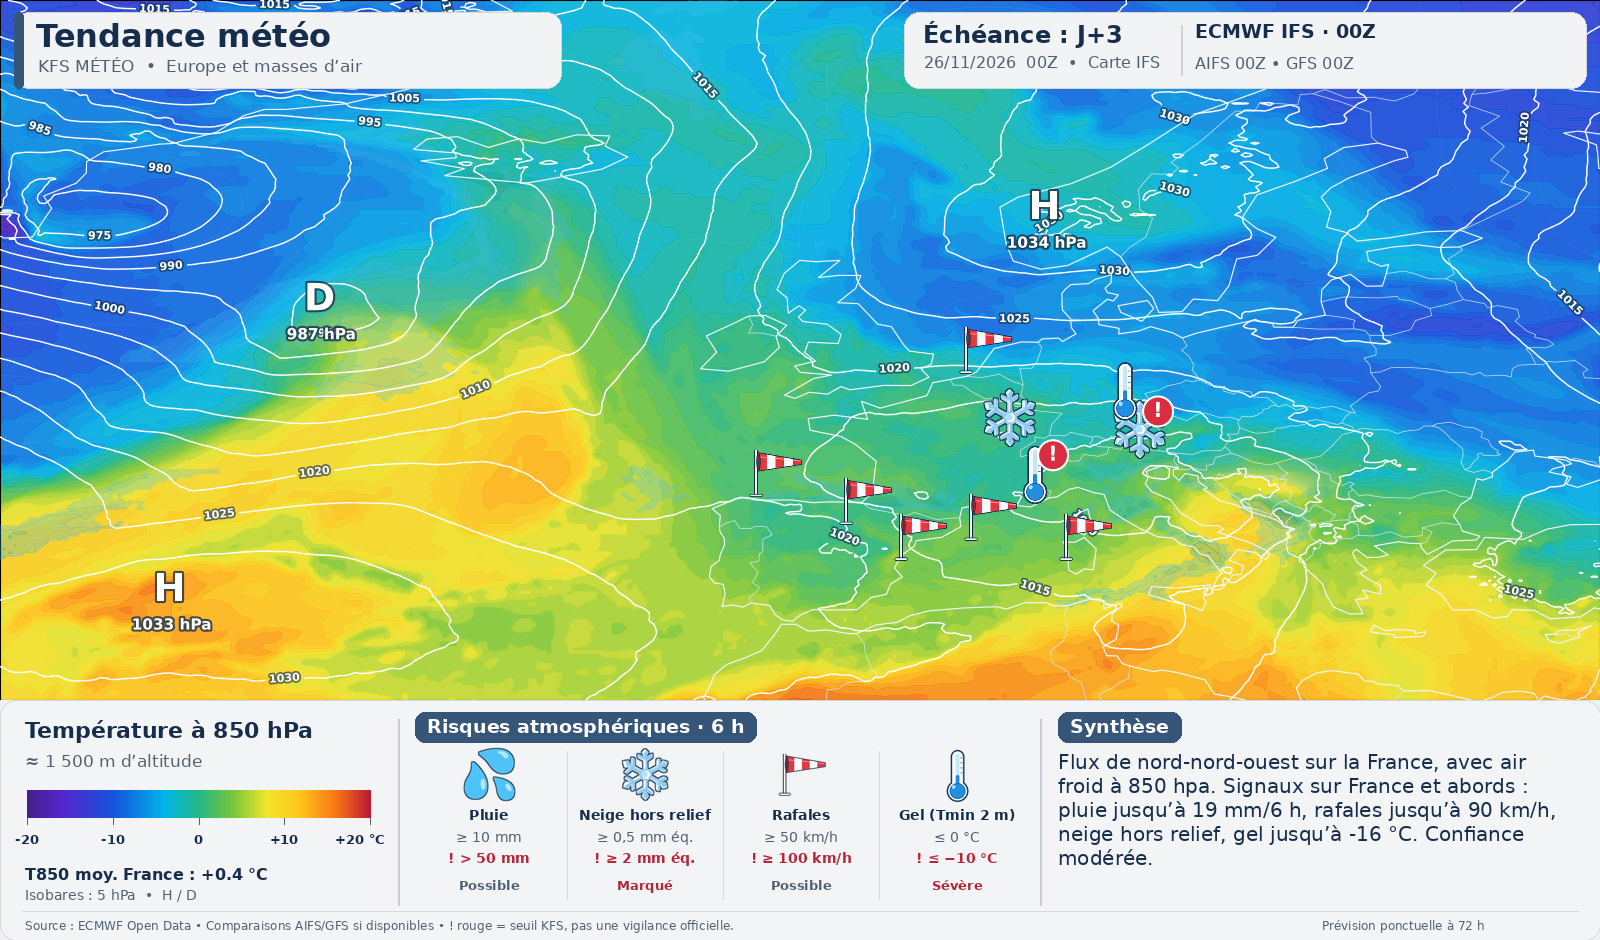 1015
1015
15
Tendance météo
KFS MÉTÉO • Europe et masses d’air
Échéance : J+3
26/11/2026 00Z • Carte IFS
ECMWF IFS · 00Z
AIFS 00Z • GFS 00Z
1015
1005
995
985
980
975
990
1000
1030
1020
1030
H
1034 hPa
1030
1025
1015
D
987 hPa
1010
1020
1020
1025
1020
1015
1025
H
1033 hPa
1030
!
!
Température à 850 hPa
≈ 1 500 m d’altitude
-20 -10 0 +10 +20 °C
T850 moy. France : +0.4 °C
Isobares : 5 hPa • H / D
Risques atmosphériques · 6 h
Pluie
≥ 10 mm
! > 50 mm
Possible
Neige hors relief
≥ 0,5 mm éq.
! ≥ 2 mm éq.
Marqué
Rafales
≥ 50 km/h
! ≥ 100 km/h
Possible
Gel (Tmin 2 m)
≤ 0 °C
! ≤ −10 °C
Sévère
Synthèse
Flux de nord-nord-ouest sur la France, avec air
froid à 850 hpa. Signaux sur France et abords :
pluie jusqu’à 19 mm/6 h, rafales jusqu’à 90 km/h,
neige hors relief, gel jusqu’à -16 °C. Confiance
modérée.
Source : ECMWF Open Data • Comparaisons AIFS/GFS si disponibles • ! rouge = seuil KFS, pas une vigilance officielle.
Prévision ponctuelle à 72 h